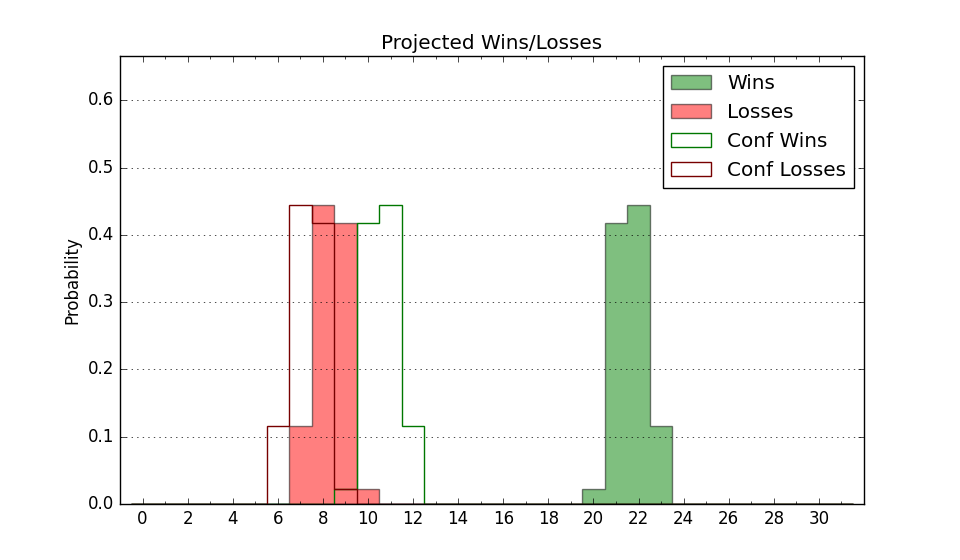 Projected Wins/Losses
Wins
Losses
Conf Wins
Conf Losses
0.6
0.5
0.4
0.3
0.2
0.1
0.0
Probability
0 2 4 6 8 10 12 14 16 18 20 22 24 26 28 30